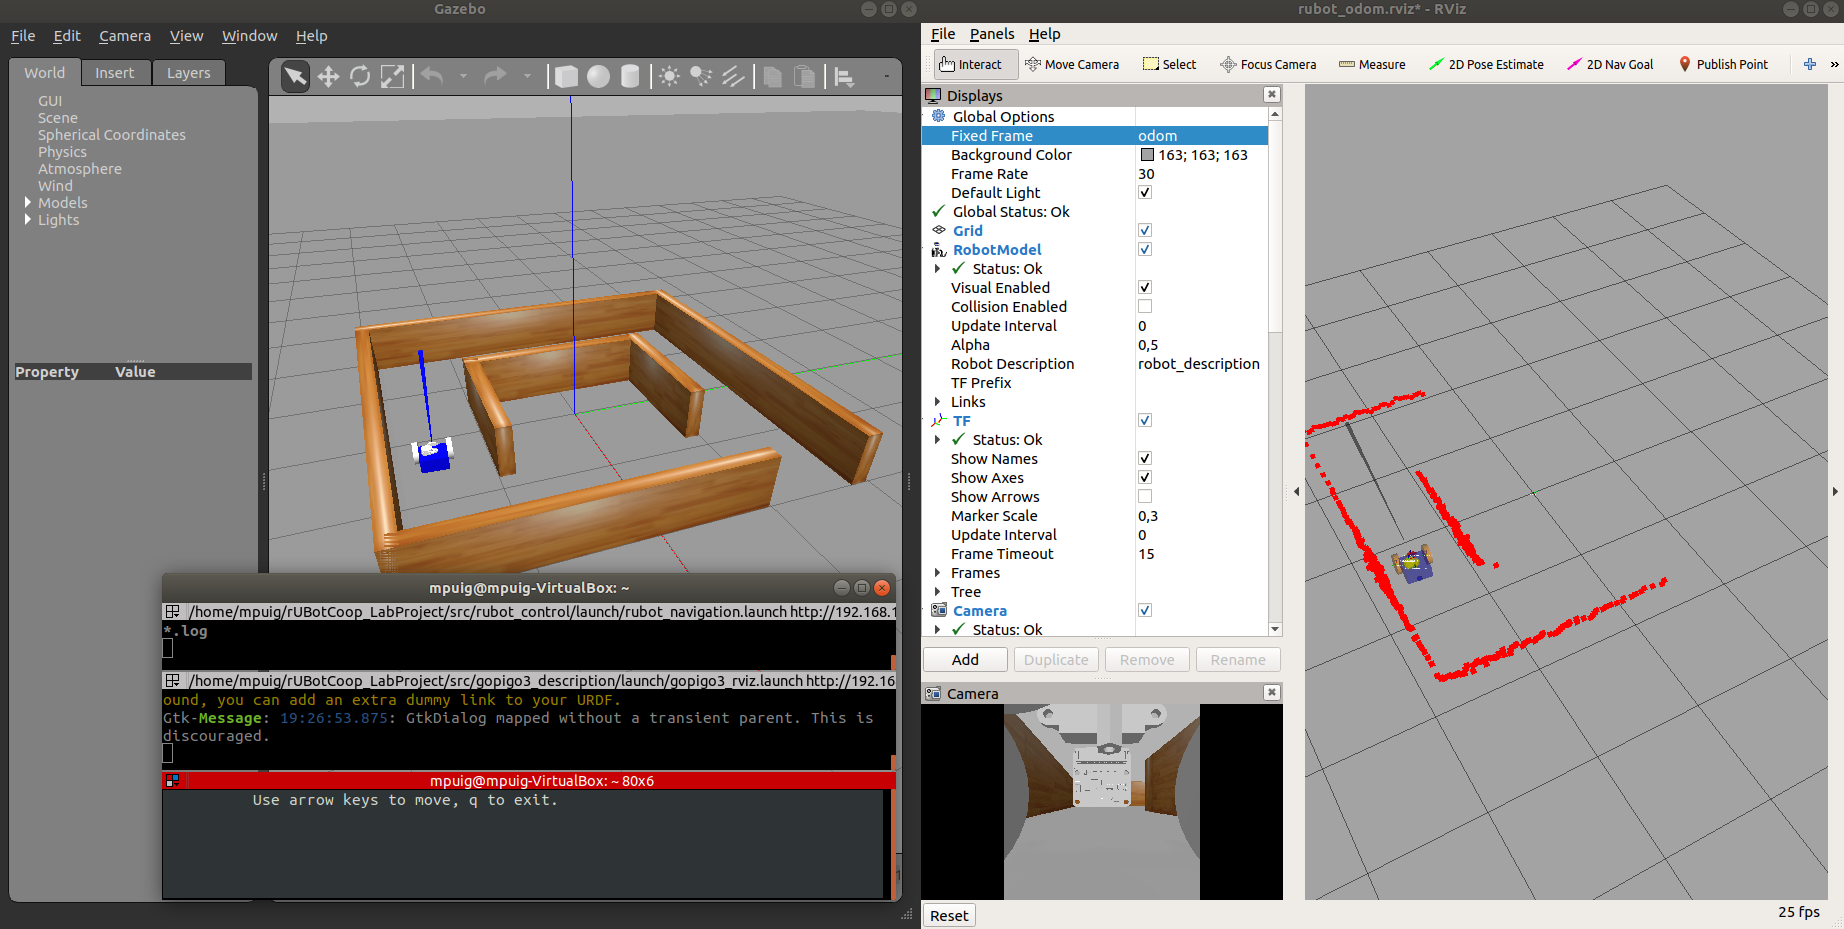 Gazebo
File Edit Camera View Window Help
World Insert Layers
GUI
Scene
Spherical Coordinates
Physics
Atmosphere
Wind
Models
Lights
Property Value
mpuig@mpuig-VirtualBox: ~
/home/mpuig/rUBotCoop_LabProject/src/rubot_control/launch/rubot_navigation.launch http://192.168.1
*.log
/home/mpuig/rUBotCoop_LabProject/src/gopigo3_description/launch/gopigo3_rviz.launch http://192.16
ound, you can add an extra dummy link to your URDF.
Gtk-Message: 19:26:53.875: GtkDialog mapped without a transient parent. This is
discouraged.
mpuig@mpuig-VirtualBox: ~ 80x6
Use arrow keys to move, q to exit.
rubot_odom.rviz* - RViz
File Panels Help
Interact Move Camera Select Focus Camera Measure 2D Pose Estimate 2D Nav Goal Publish Point »
Displays
Global Options
Fixed Frame odom
Background Color 163; 163; 163
Frame Rate 30
Default Light
Global Status: Ok
Grid
RobotModel
Status: Ok
Visual Enabled
Collision Enabled
Update Interval 0
Alpha 0,5
Robot Description robot_description
TF Prefix
Links
TF
Status: Ok
Show Names
Show Axes
Show Arrows
Marker Scale 0,3
Update Interval 0
Frame Timeout 15
Frames
Tree
Camera
Status: Ok
Add Duplicate Remove Rename
Camera
Reset
25 fps